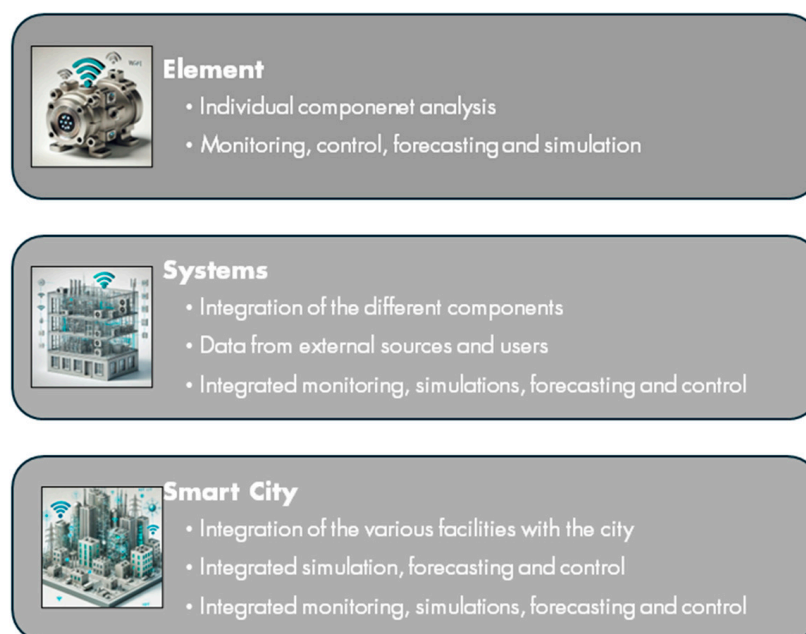 Element
• Individual componenet analysis
• Monitoring, control, forecasting and simulation
Systems
• Integration of the different components
• Data from external sources and users
• Integrated monitoring, simulations, forecasting and control
Smart City
• Integration of the various facilities with the city
• Integrated simulation, forecasting and control
• Integrated monitoring, simulations, forecasting and control